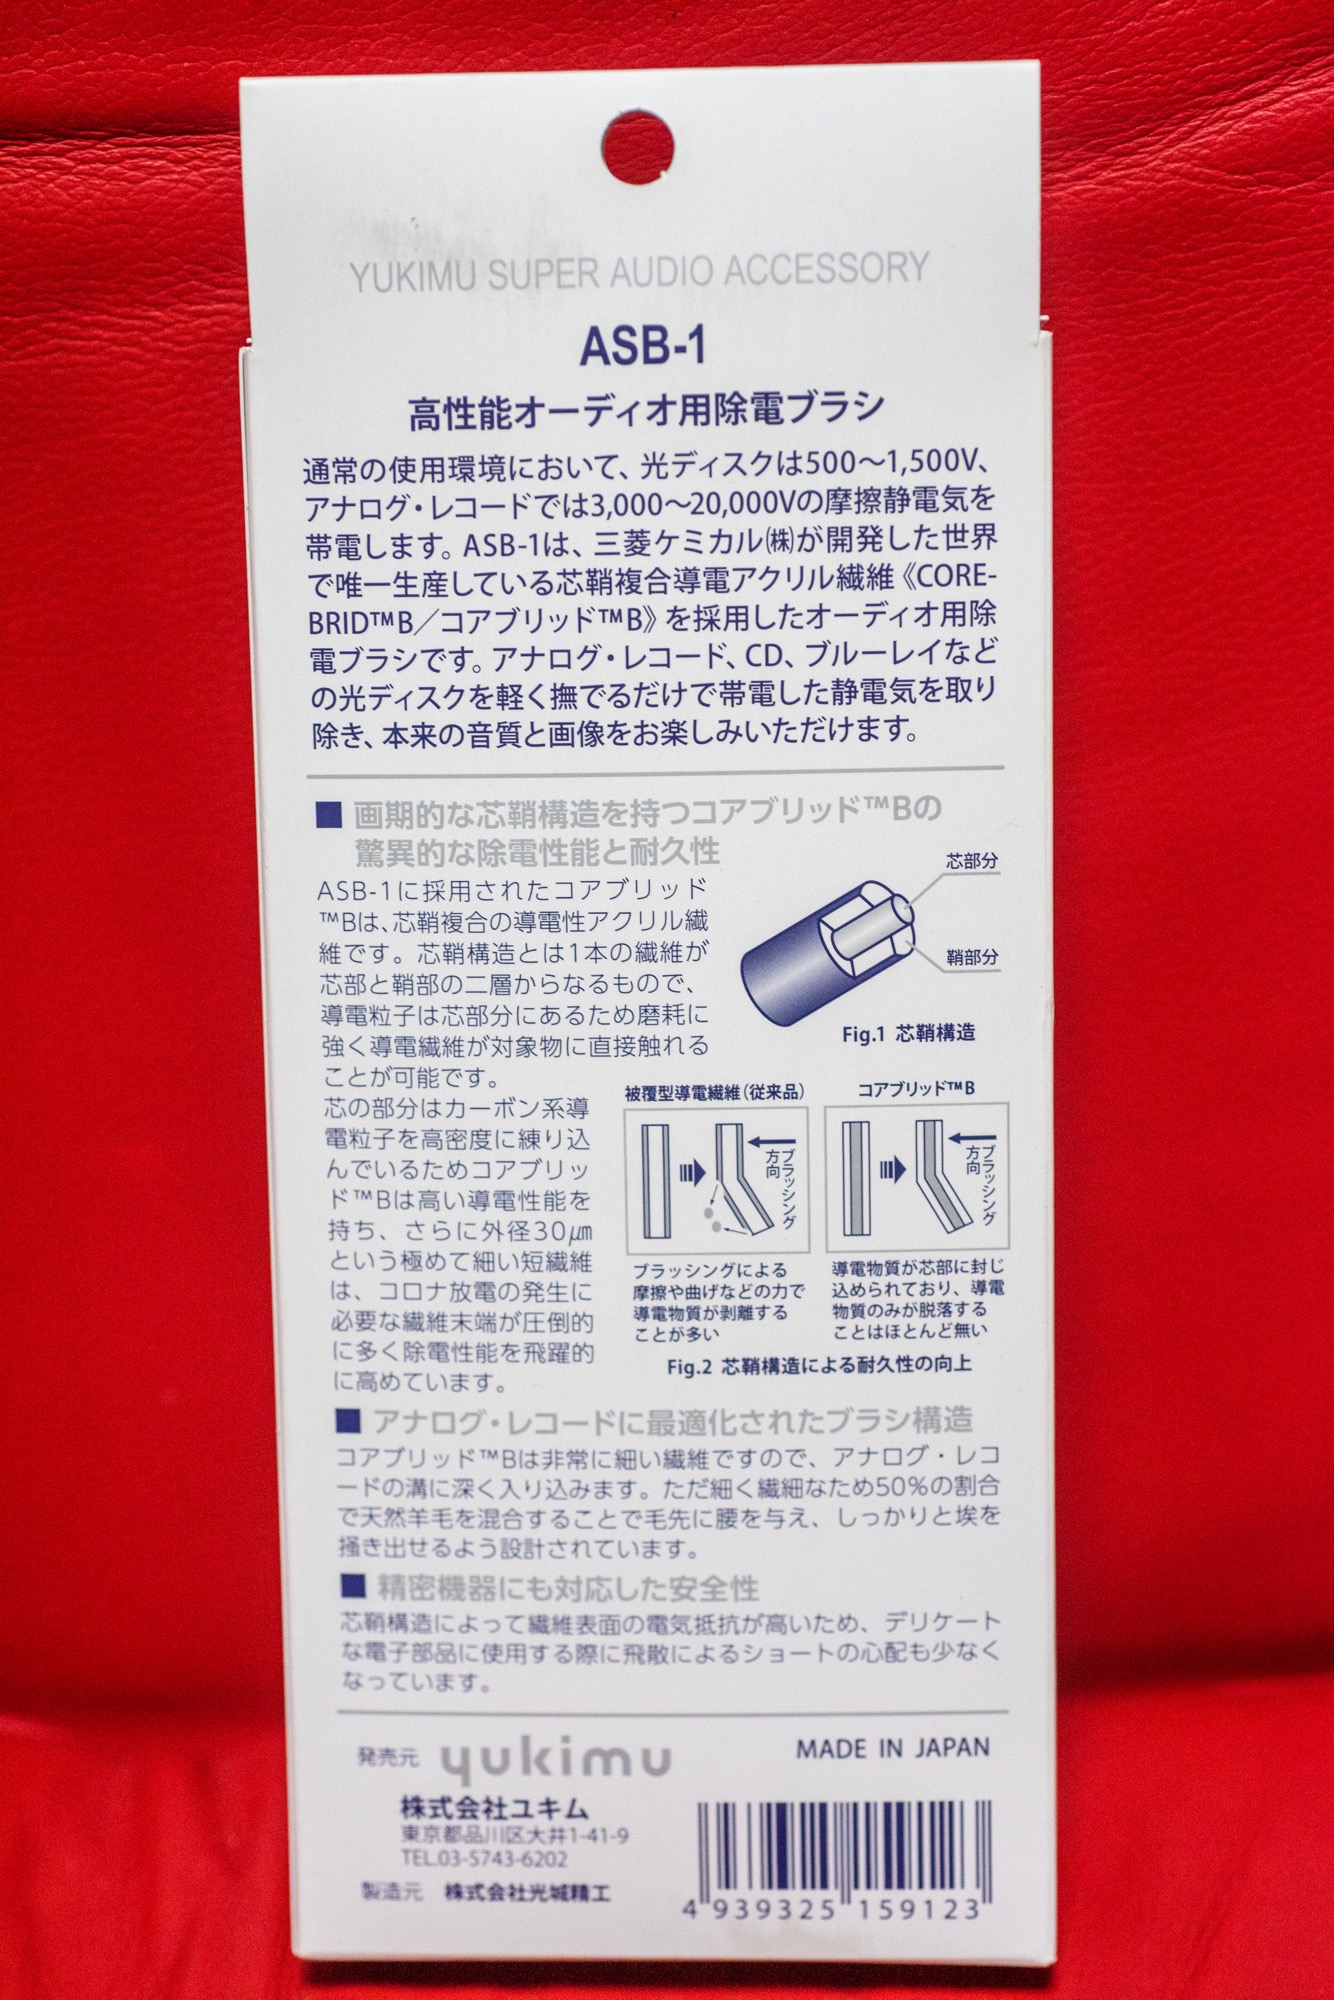 YUKIMU SUPER AUDIO ACCESSORY
ASB-1
高性能オーディオ用除電ブラシ
通常の使用環境において、光ディスクは500〜1,500V、
アナログ・レコードでは3,000〜20,000Vの摩擦静電気を
帯電します。ASB-1は、三菱ケミカル㈱が開発した世界
で唯一生産している芯鞘複合導電アクリル繊維《CORE-
BRID™B／コアブリッド™B》を採用したオーディオ用除
電ブラシです。アナログ・レコード、CD、ブルーレイなど
の光ディスクを軽く撫でるだけで帯電した静電気を取り
除き、本来の音質と画像をお楽しみいただけます。
■ 画期的な芯鞘構造を持つコアブリッド™Bの
驚異的な除電性能と耐久性
ASB-1に採用されたコアブリッド
™Bは、芯鞘複合の導電性アクリル繊
維です。芯鞘構造とは1本の繊維が
芯部と鞘部の二層からなるもので、
導電粒子は芯部分にあるため磨耗に
強く導電繊維が対象物に直接触れる
ことが可能です。
芯の部分はカーボン系導
電粒子を高密度に練り込
んでいるためコアブリッ
ド™Bは高い導電性能を
持ち、さらに外径30㎛
という極めて細い短繊維
は、コロナ放電の発生に
必要な繊維末端が圧倒的
に多く除電性能を飛躍的
に高めています。
芯部分
鞘部分
Fig.1 芯鞘構造
被覆型導電繊維（従来品）
ブラッシング
方向
ブラッシングによる
摩擦や曲げなどの力で
導電物質が剥離する
ことが多い
コアブリッド™B
ブラッシング
方向
導電物質が芯部に封じ
込められており、導電
物質のみが脱落する
ことはほとんど無い
Fig.2 芯鞘構造による耐久性の向上
■ アナログ・レコードに最適化されたブラシ構造
コアブリッド™Bは非常に細い繊維ですので、アナログ・レコ
ードの溝に深く入り込みます。ただ細く繊細なため50%の割合
で天然羊毛を混合することで毛先に腰を与え、しっかりと埃を
掻き出せるよう設計されています。
■ 精密機器にも対応した安全性
芯鞘構造によって繊維表面の電気抵抗が高いため、デリケート
な電子部品に使用する際に飛散によるショートの心配も少なく
なっています。
発売元 yukimu
MADE IN JAPAN
株式会社ユキム
東京都品川区大井1-41-9
TEL.03-5743-6202
製造元 株式会社光城精工
4 939325 159123